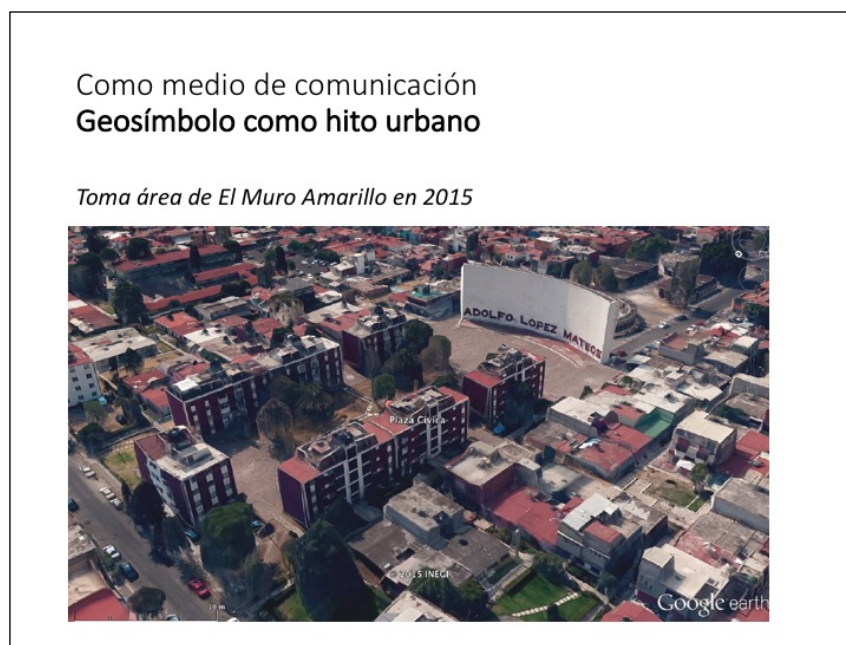 Como medio de comunicación
Geosímbolo como hito urbano
Toma área de El Muro Amarillo en 2015
ADOLFO LOPEZ MATEOS
Plaza Cívica
© 2015 INEGI
10 m
Google earth